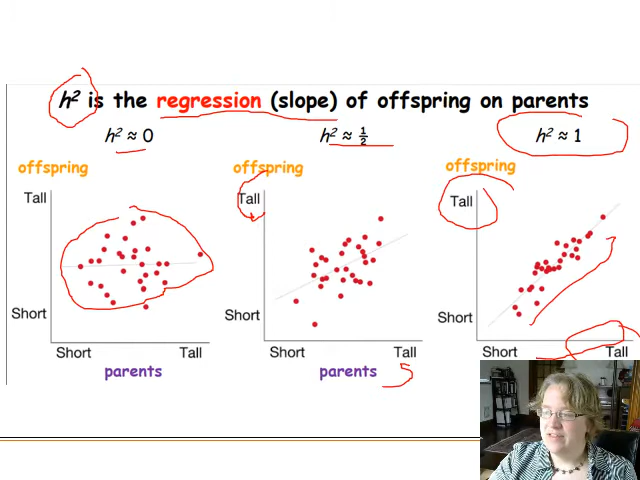 h² is the regression (slope) of offspring on parents
h² ≈ 0
h² ≈ ½
h² ≈ 1
offspring
offspring
offspring
Tall
Tall
Tall
Short
Short
Short
Short Tall
Short Tall
Short Tall
parents
parents